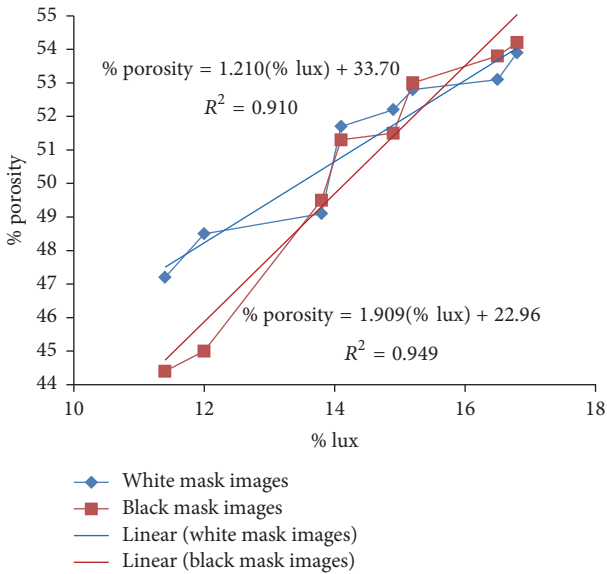 55
54
53
52
51
50
49
48
47
46
45
44
% porosity
% porosity = 1.210(% lux) + 33.70
R² = 0.910
% porosity = 1.909(% lux) + 22.96
R² = 0.949
10 12 14 16 18
% lux
White mask images
Black mask images
Linear (white mask images)
Linear (black mask images)